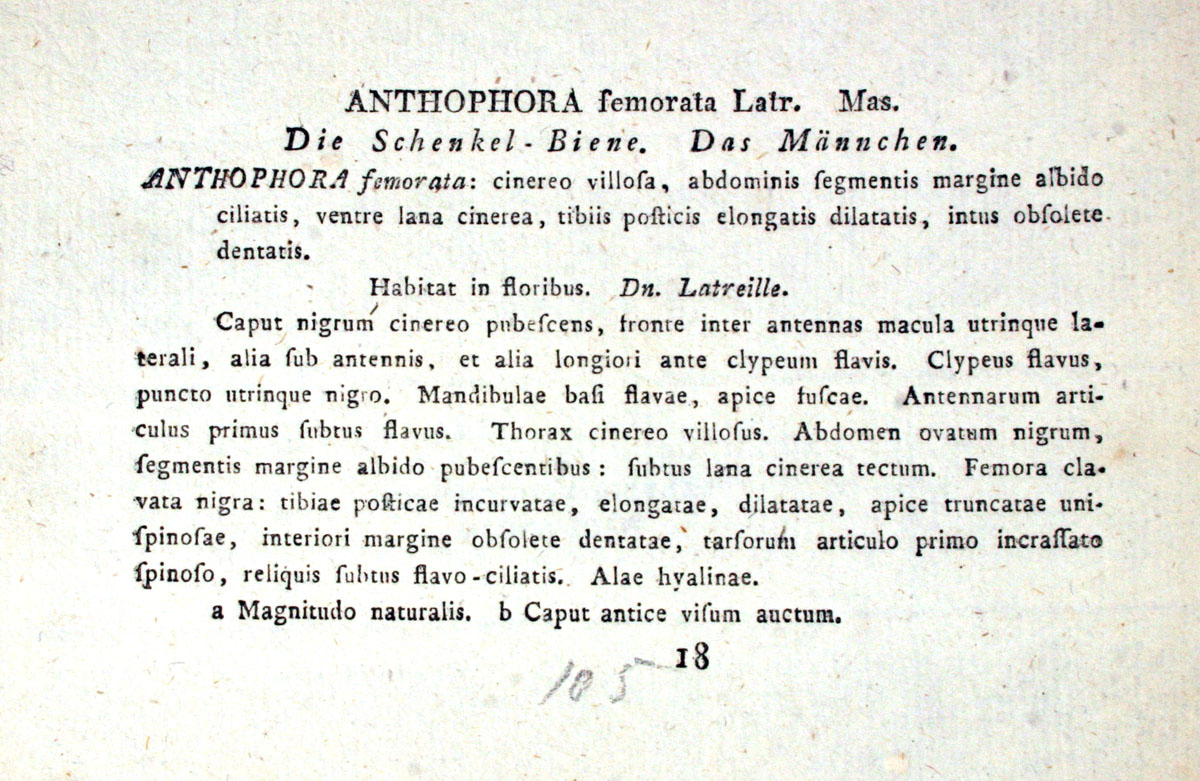 ANTHOPHORA femorata Latr. Mas.
Die Schenkel-Biene. Das Männchen.
ANTHOPHORA femorata: cinereo villoſa, abdominis ſegmentis margine albido
ciliatis, ventre lana cinerea, tibiis poſticis elongatis dilatatis, intus obſolete
dentatis.
Habitat in floribus. Dn. Latreille.
Caput nigrum cinereo pubeſcens, fronte inter antennas macula utrinque la-
terali, alia ſub antennis, et alia longiori ante clypeum flavis. Clypeus flavus,
puncto utrinque nigro. Mandibulae baſi flavae, apice fuſcae. Antennarum arti-
culus primus ſubtus flavus. Thorax cinereo villoſus. Abdomen ovatum nigrum,
ſegmentis margine albido pubeſcentibus: ſubtus lana cinerea tectum. Femora cla-
vata nigra: tibiae poſticae incurvatae, elongatae, dilatatae, apice truncatae uni-
ſpinoſae, interiori margine obſolete dentatae, tarſorum articulo primo incraſſato
ſpinoſo, reliquis ſubtus flavo-ciliatis. Alae hyalinae.
a Magnitudo naturalis. b Caput antice viſum auctum.
18
105